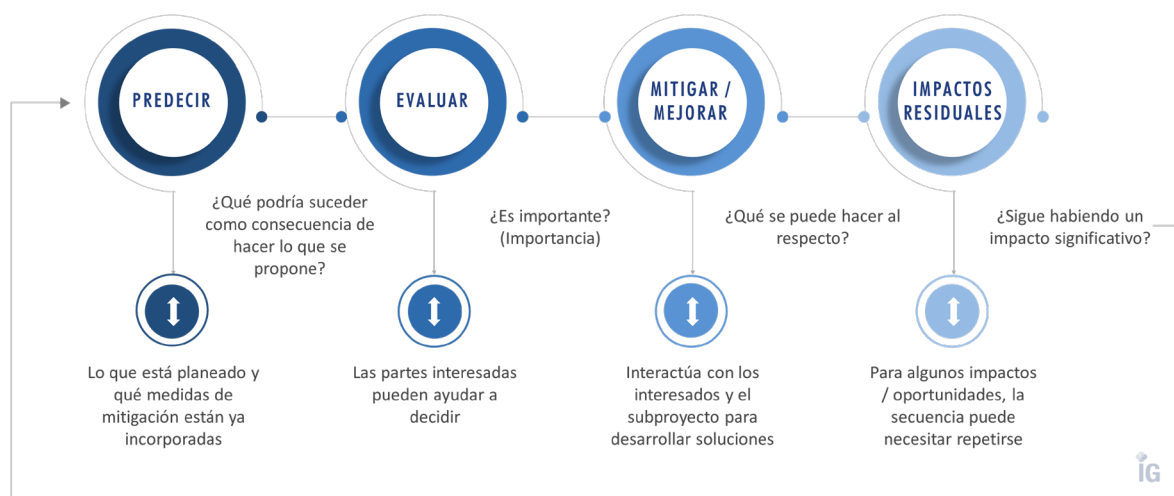 PREDECIR
EVALUAR
MITIGAR /
MEJORAR
IMPACTOS
RESIDUALES
¿Qué podría suceder
como consecuencia de
hacer lo que se
propone?
¿Es importante?
(Importancia)
¿Qué se puede hacer al
respecto?
¿Sigue habiendo un
impacto significativo?
Lo que está planeado y
qué medidas de
mitigación están ya
incorporadas
Las partes interesadas
pueden ayudar a
decidir
Interactúa con los
interesados y el
subproyecto para
desarrollar soluciones
Para algunos impactos
/ oportunidades, la
secuencia puede
necesitar repetirse
IG